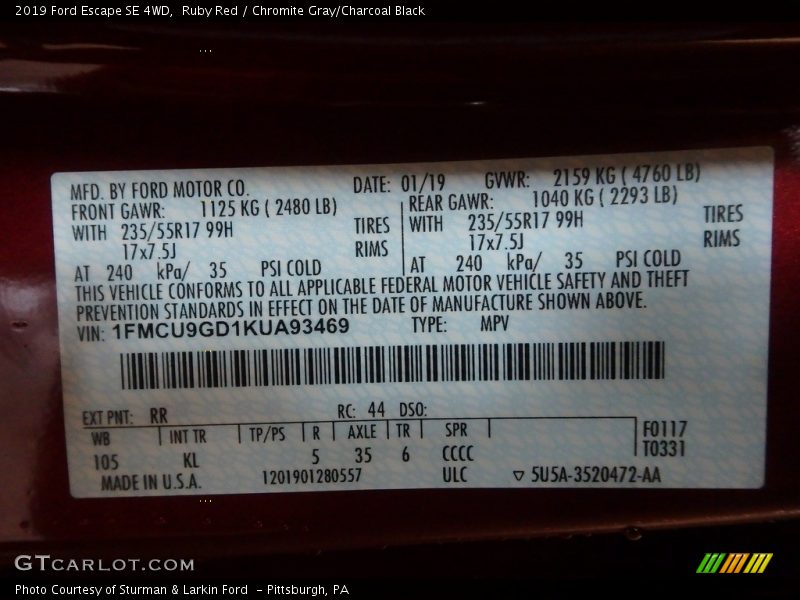 2019 Ford Escape SE 4WD,  Ruby Red / Chromite Gray/Charcoal Black
MFD. BY FORD MOTOR CO. DATE: 01/19 GVWR: 2159 KG ( 4760 LB)
FRONT GAWR: 1125 KG ( 2480 LB) REAR GAWR: 1040 KG ( 2293 LB)
WITH 235/55R17 99H TIRES WITH 235/55R17 99H TIRES
17x7.5J RIMS 17x7.5J RIMS
AT 240 kPa/ 35 PSI COLD AT 240 kPa/ 35 PSI COLD
THIS VEHICLE CONFORMS TO ALL APPLICABLE FEDERAL MOTOR VEHICLE SAFETY AND THEFT
PREVENTION STANDARDS IN EFFECT ON THE DATE OF MANUFACTURE SHOWN ABOVE.
VIN: 1FMCU9GD1KUA93469 TYPE: MPV
EXT PNT: RR RC: 44 DSO:
WB INT TR TP/PS R AXLE TR SPR F0117
105 KL 5 35 6 CCCC T0331
MADE IN U.S.A. 1201901280557 ULC ▽ 5U5A-3520472-AA
GTCARLOT.COM
Photo Courtesy of Sturman & Larkin Ford  - Pittsburgh, PA